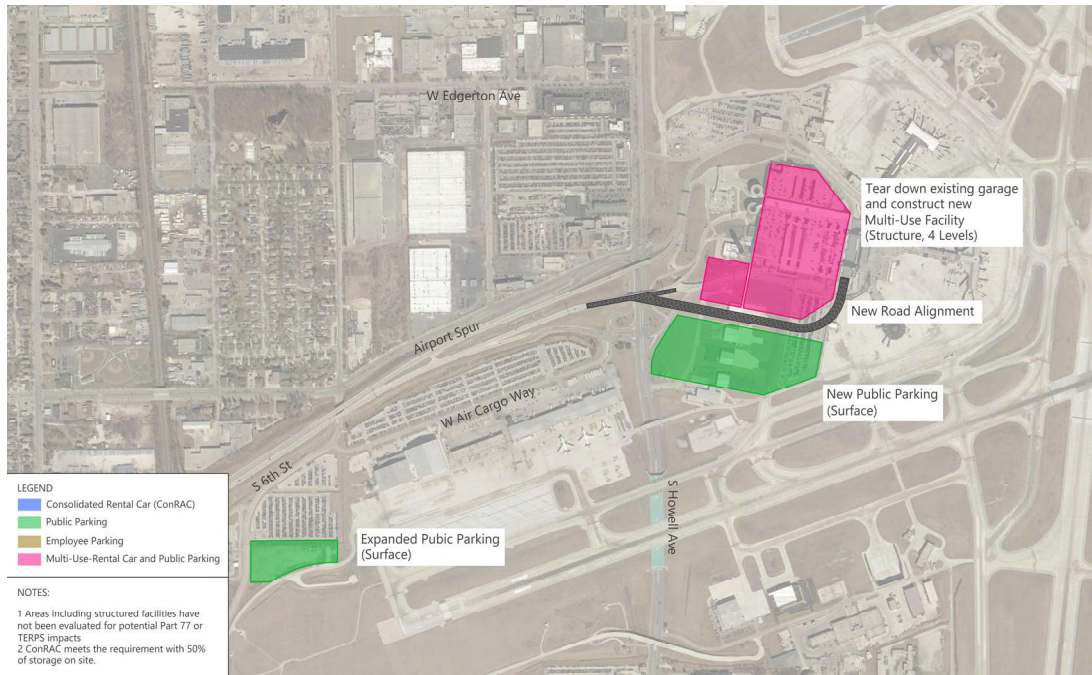 W Edgerton Ave
Tear down existing garage
and construct new
Multi-Use Facility
(Structure, 4 Levels)
New Road Alignment
Airport Spur
New Public Parking
(Surface)
W Air Cargo Way
S 6th St
S Howell Ave
Expanded Pubic Parking
(Surface)
LEGEND
Consolidated Rental Car (ConRAC)
Public Parking
Employee Parking
Multi-Use-Rental Car and Public Parking
NOTES:
1 Areas including structured facilities have
not been evaluated for potential Part 77 or
TERPS impacts
2 ConRAC meets the requirement with 50%
of storage on site.